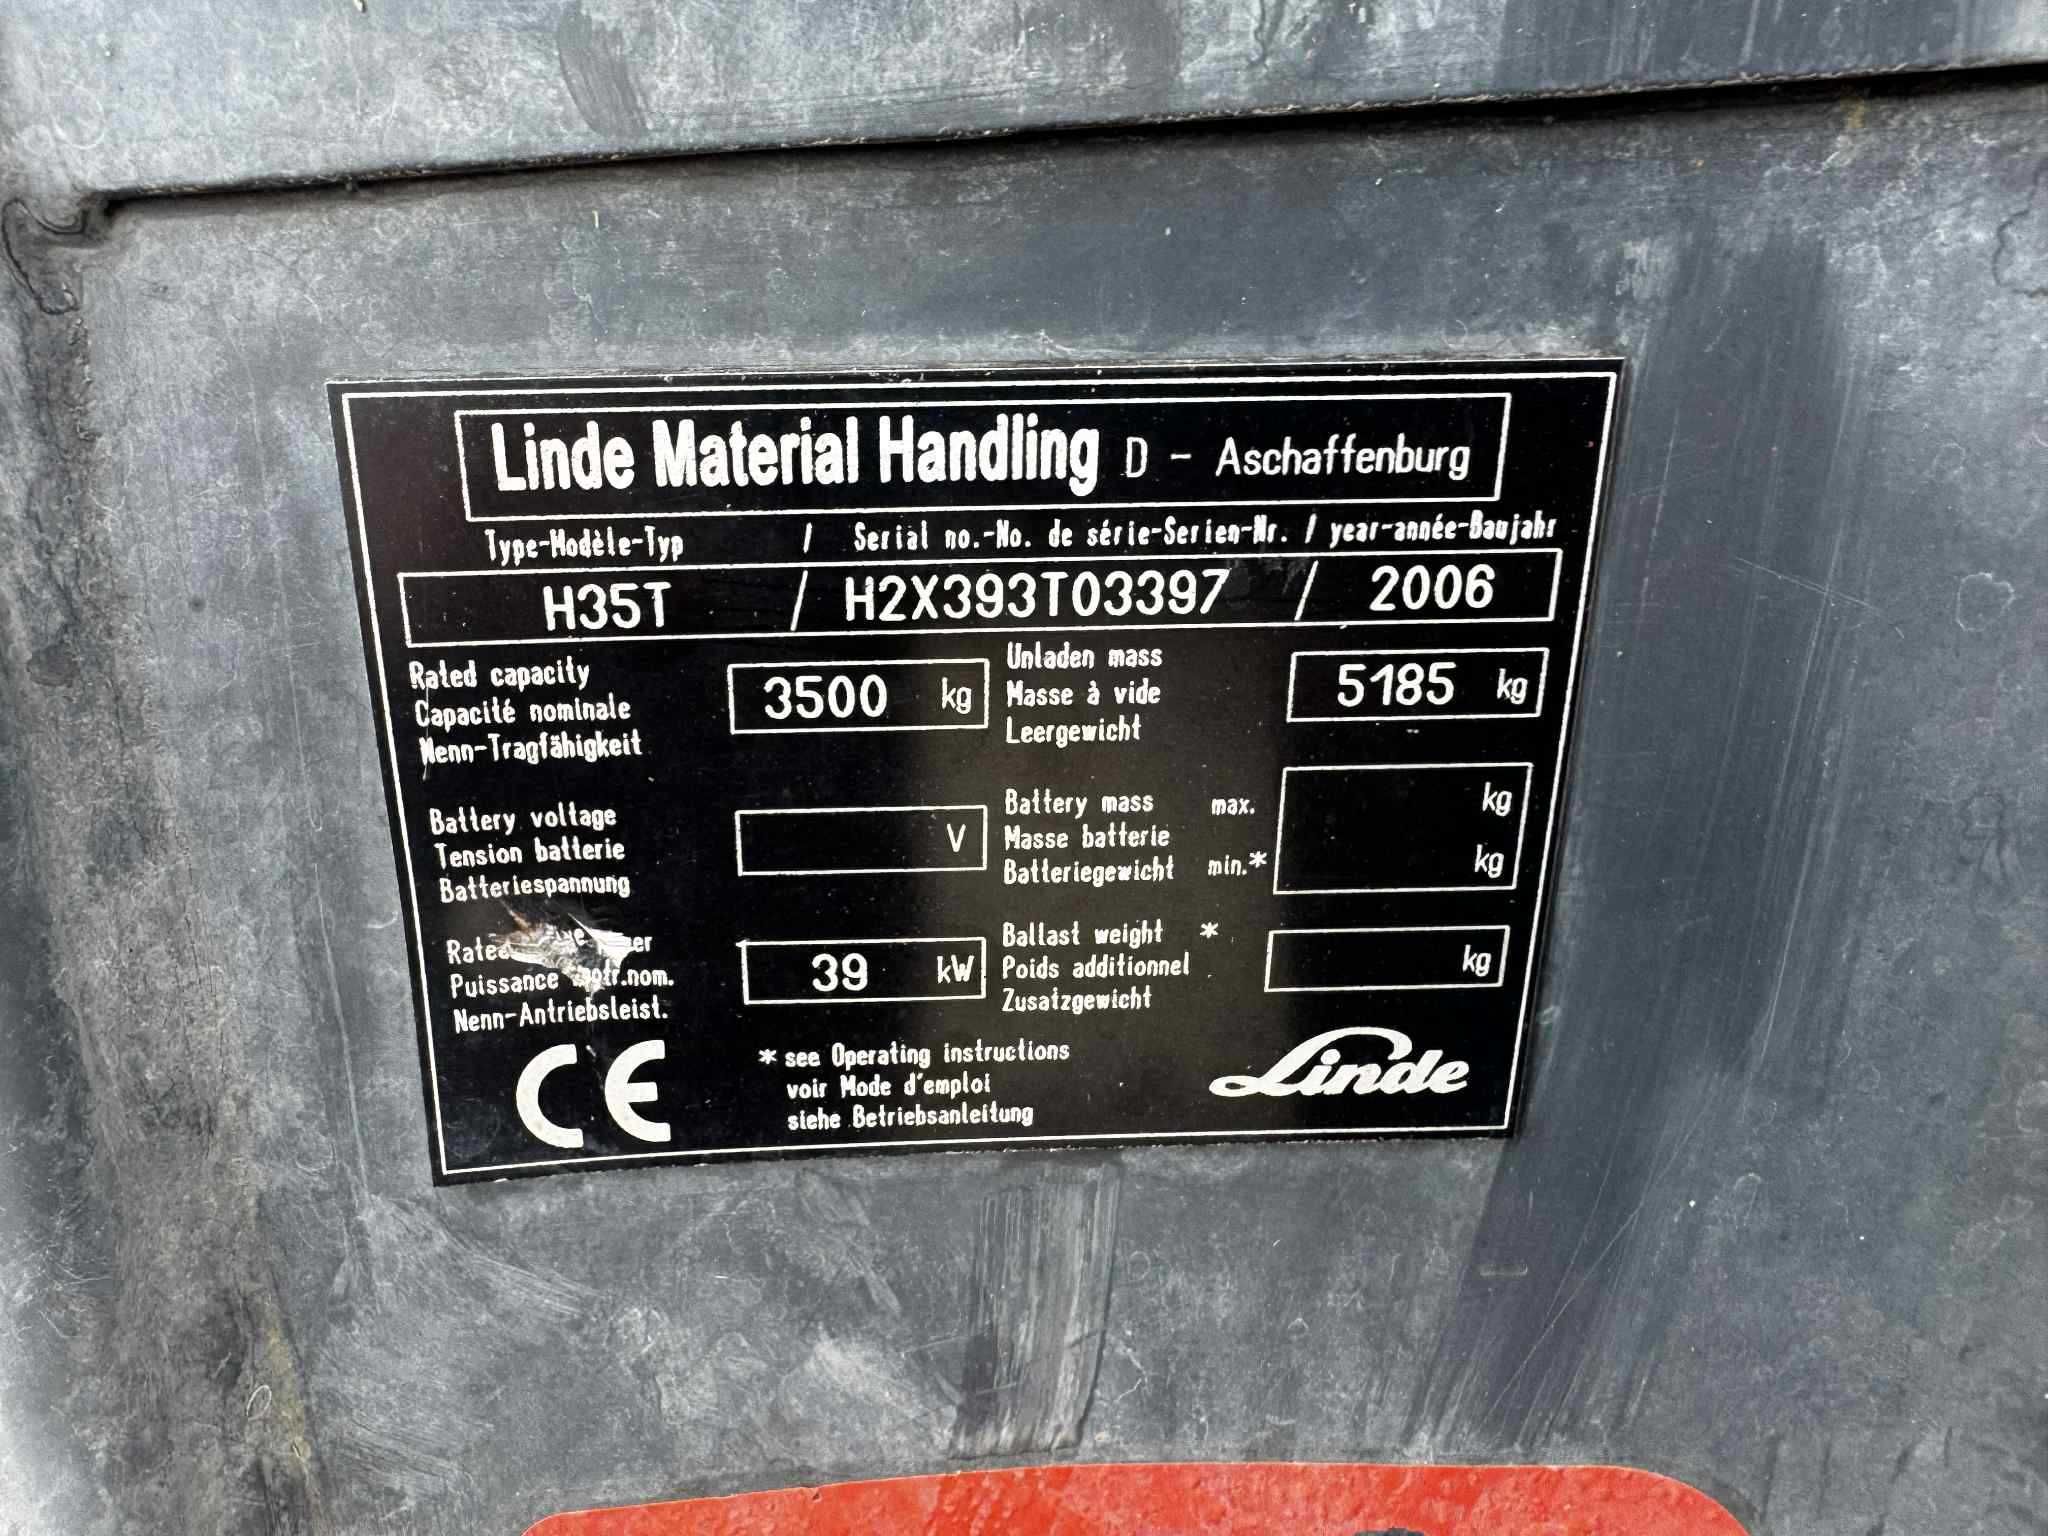 Linde Material Handling D - Aschaffenburg
Type-Modèle-Typ / Serial no.-No. de série-Serien-Nr. / year-année-Baujahr
H35T / H2X393T03397 / 2006
Rated capacity
Capacité nominale
Nenn-Tragfähigkeit
3500 kg
Unladen mass
Masse à vide
Leergewicht
5185 kg
Battery voltage
Tension batterie
Batteriespannung
V
Battery mass max.
Masse batterie
Batteriegewicht min.*
kg
kg
Puissance nom.
Nenn-Antriebsleist.
39 kW
Ballast weight *
Poids additionnel
Zusatzgewicht
kg
CE
* see Operating instructions
voir Mode d'emploi
siehe Betriebsanleitung
Linde